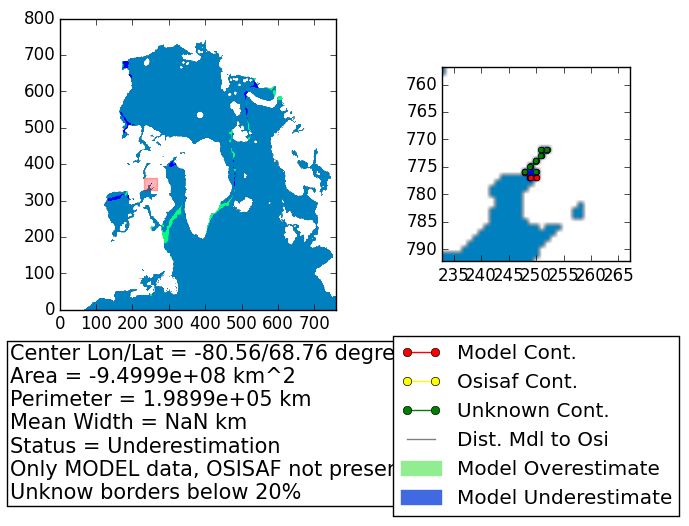 800
700
600
500
400
300
200
100
0
0 100 200 300 400 500 600 700
760
765
770
775
780
785
790
235 240 245 250 255 260 265
Center Lon/Lat = -80.56/68.76 degre
Area = -9.4999e+08 km^2
Perimeter = 1.9899e+05 km
Mean Width = NaN km
Status = Underestimation
Only MODEL data, OSISAF not presen
Unknow borders below 20%
Model Cont.
Osisaf Cont.
Unknown Cont.
Dist. Mdl to Osi
Model Overestimate
Model Underestimate